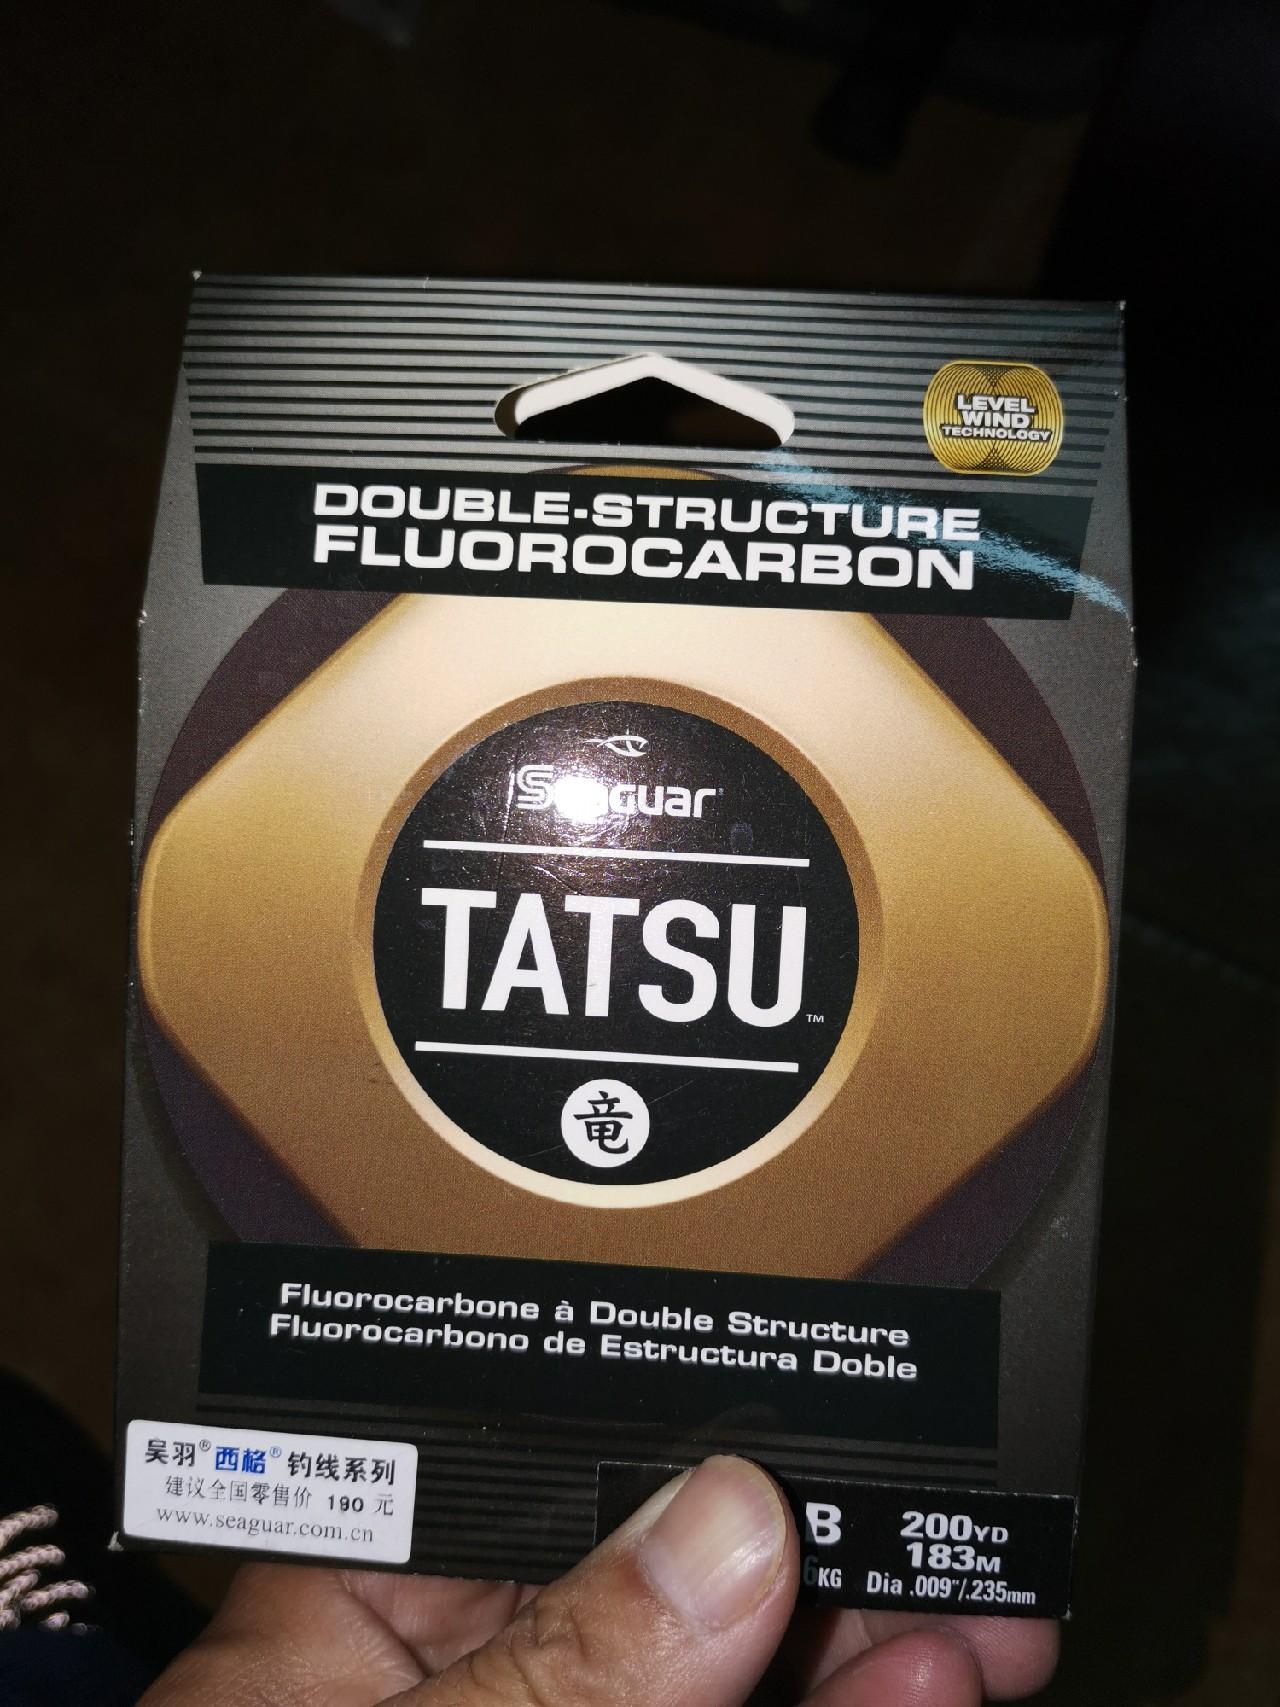 LEVEL
WIND
TECHNOLOGY
DOUBLE-STRUCTURE
FLUOROCARBON
Seaguar
TATSU™
竜
Fluorocarbone à Double Structure
Fluorocarbono de Estructura Doble
吴羽®西格®钓线系列
建议全国零售价 190 元
www.seaguar.com.cn
B 200YD
183M
6KG Dia .009"/.235mm